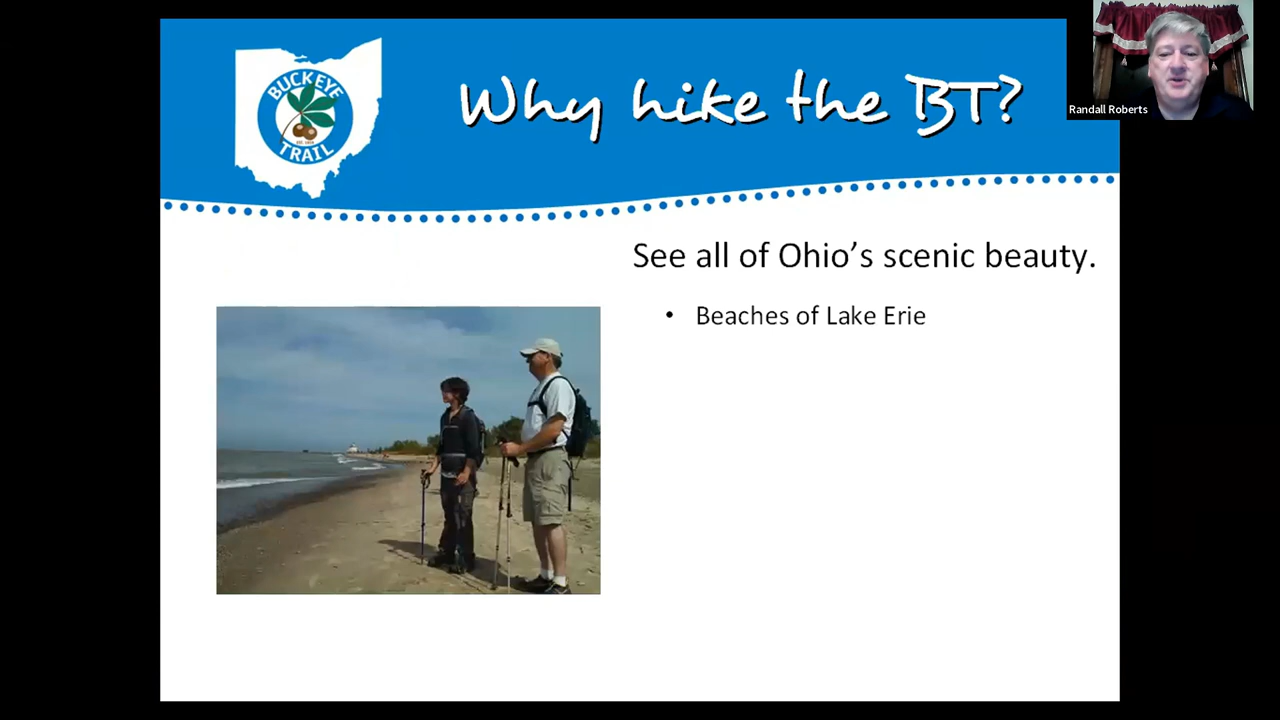 BUCKEYE
TRAIL
Why hike the BT?
Randall Roberts
See all of Ohio’s scenic beauty.
• Beaches of Lake Erie